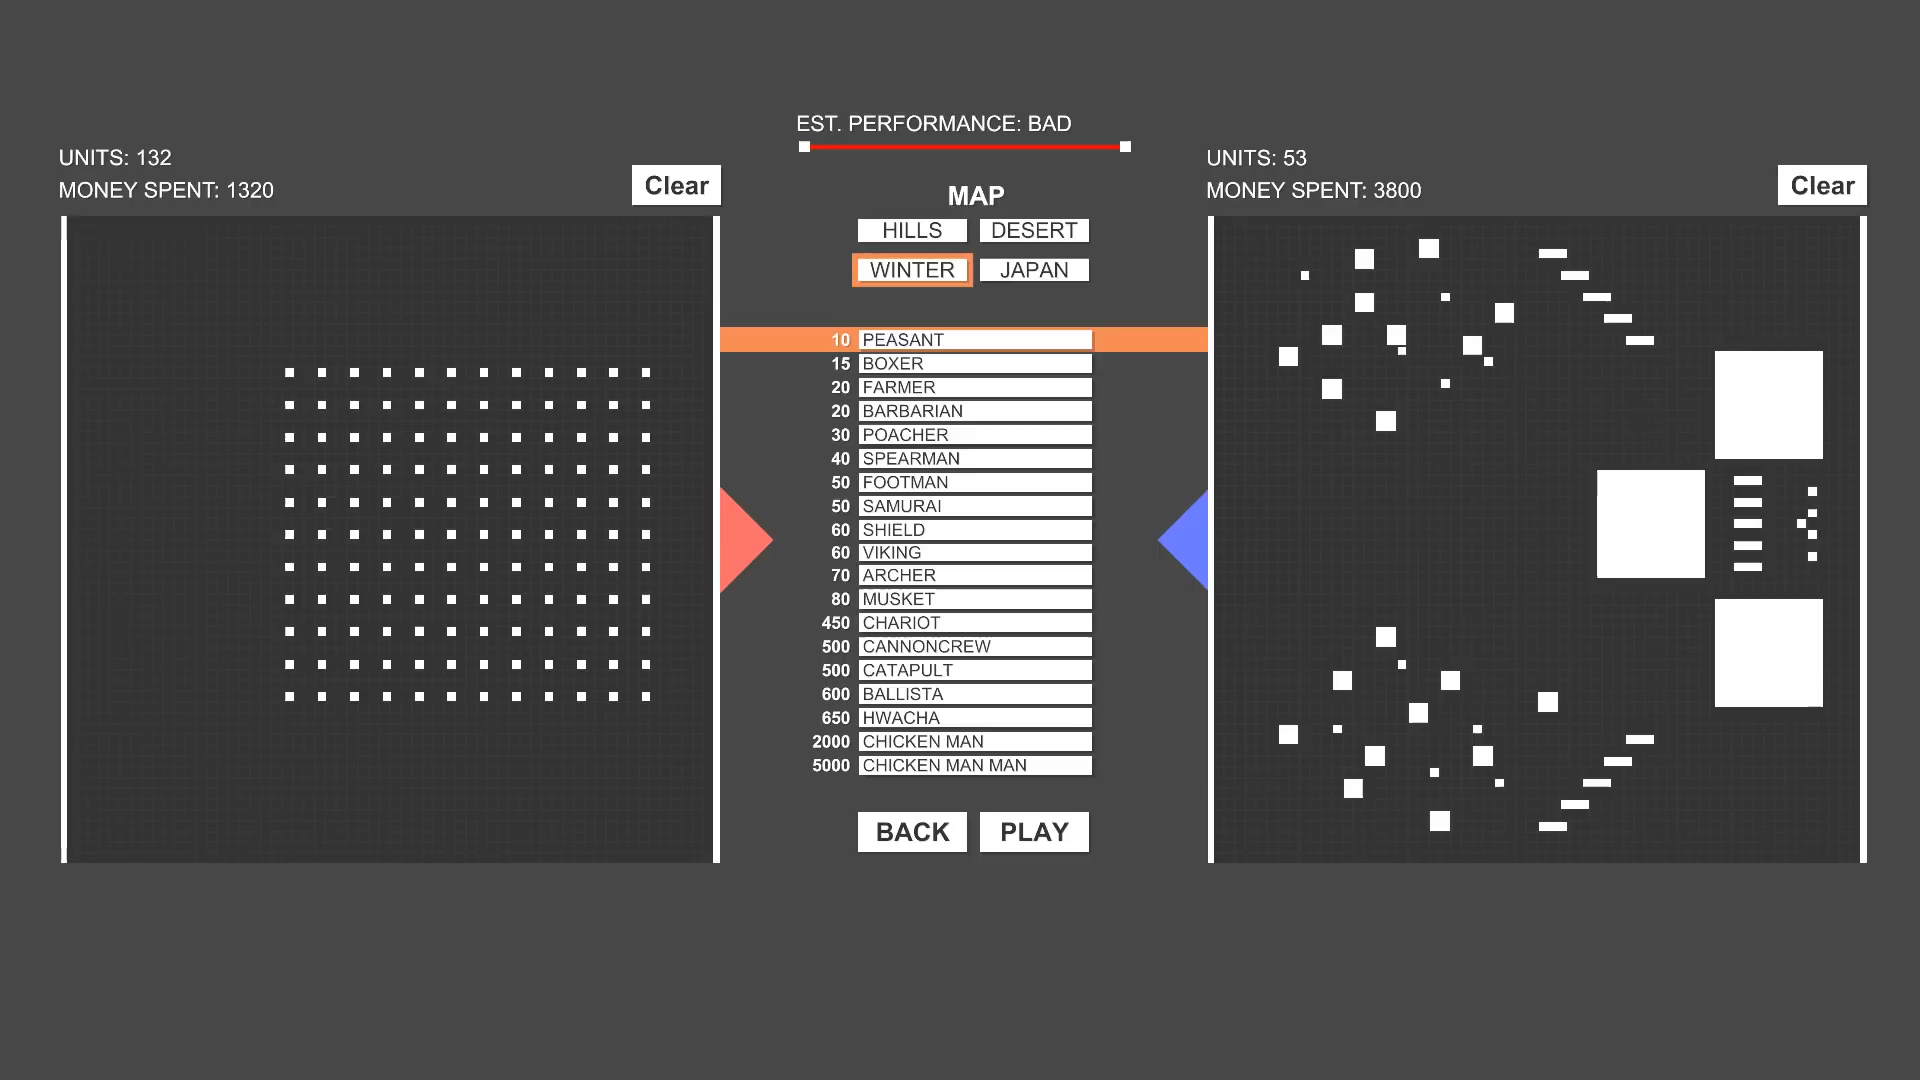 EST. PERFORMANCE: BAD
UNITS: 132
MONEY SPENT: 1320
Clear
MAP
HILLS
DESERT
WINTER
JAPAN
10 PEASANT
15 BOXER
20 FARMER
20 BARBARIAN
30 POACHER
40 SPEARMAN
50 FOOTMAN
50 SAMURAI
60 SHIELD
60 VIKING
70 ARCHER
80 MUSKET
450 CHARIOT
500 CANNONCREW
500 CATAPULT
600 BALLISTA
650 HWACHA
2000 CHICKEN MAN
5000 CHICKEN MAN MAN
BACK
PLAY
UNITS: 53
MONEY SPENT: 3800
Clear